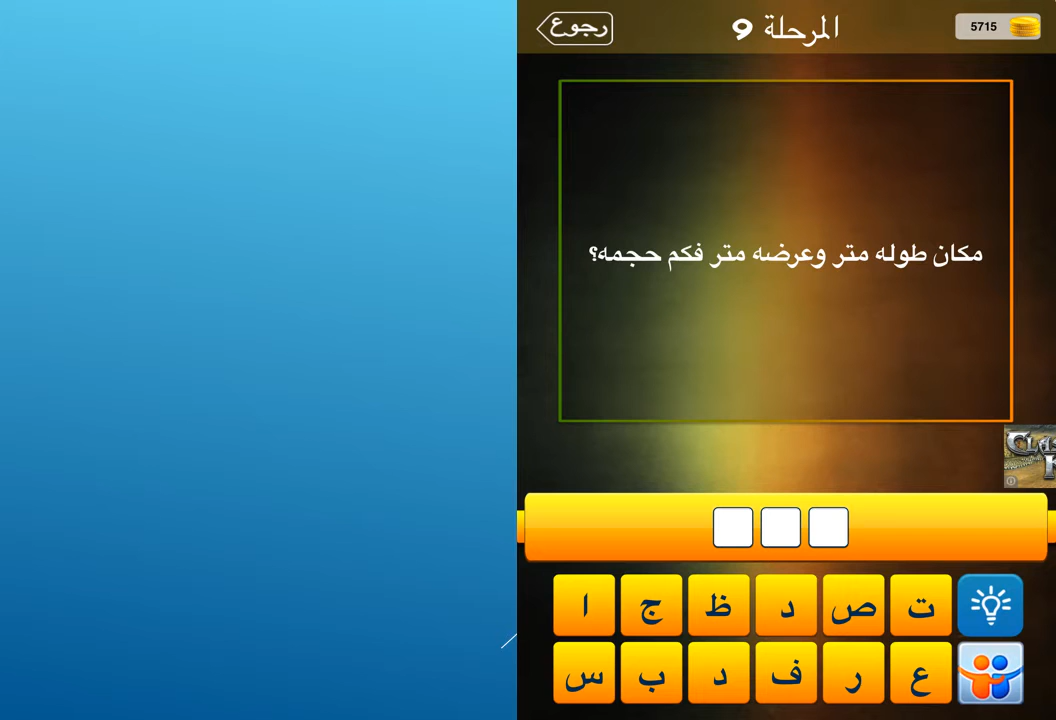 رجوع
المرحلة 9
5715
مكان طوله متر وعرضه متر فكم حجمه؟
ا ج ظ د ص ت
س ب د ف ر ع